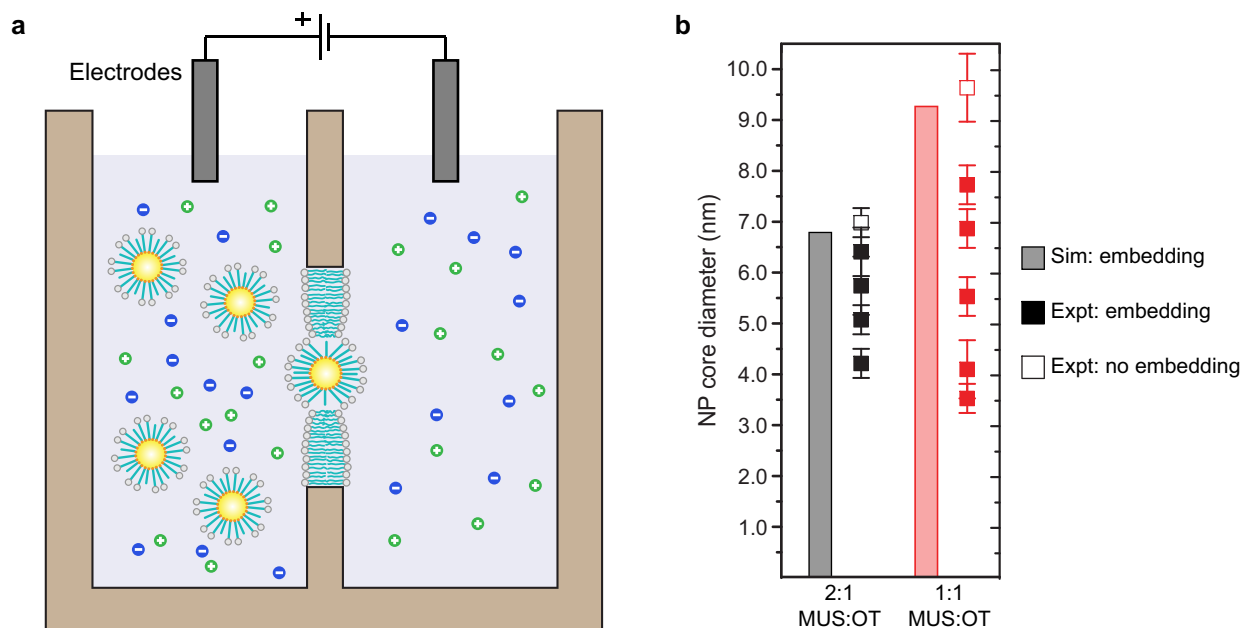 a
+
Electrodes
b
NP core diameter (nm)
10.0
9.0
8.0
7.0
6.0
5.0
4.0
3.0
2.0
1.0
2:1
MUS:OT
1:1
MUS:OT
Sim: embedding
Expt: embedding
Expt: no embedding